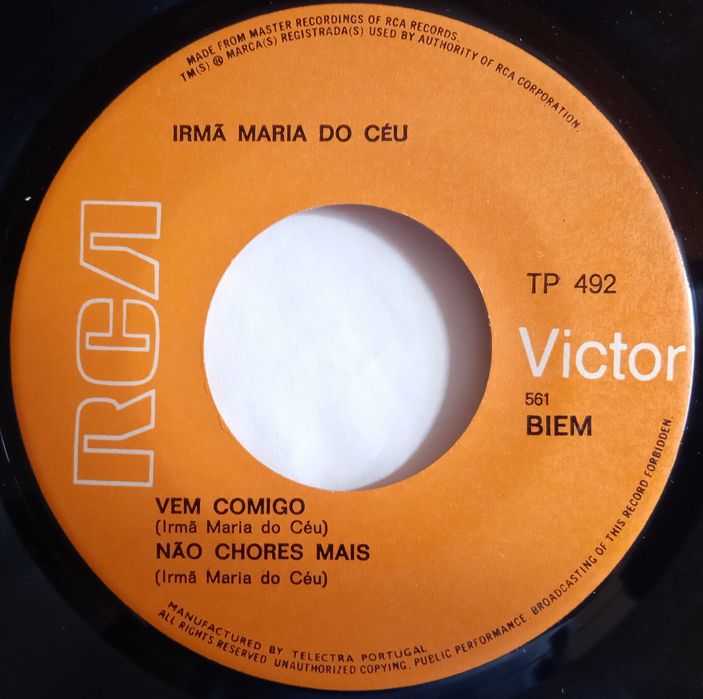 MADE FROM MASTER RECORDINGS OF RCA RECORDS.
TM(S) ® MARCA(S) REGISTRADA(S) USED BY AUTHORITY OF RCA CORPORATION.
IRMÃ MARIA DO CÉU
RCA
TP 492
Victor
561
BIEM
VEM COMIGO
(Irmã Maria do Céu)
NÃO CHORES MAIS
(Irmã Maria do Céu)
MANUFACTURED BY TELECTRA PORTUGAL
ALL RIGHTS RESERVED UNAUTHORIZED COPYING, PUBLIC PERFORMANCE, BROADCASTING OF THIS RECORD FORBIDDEN.